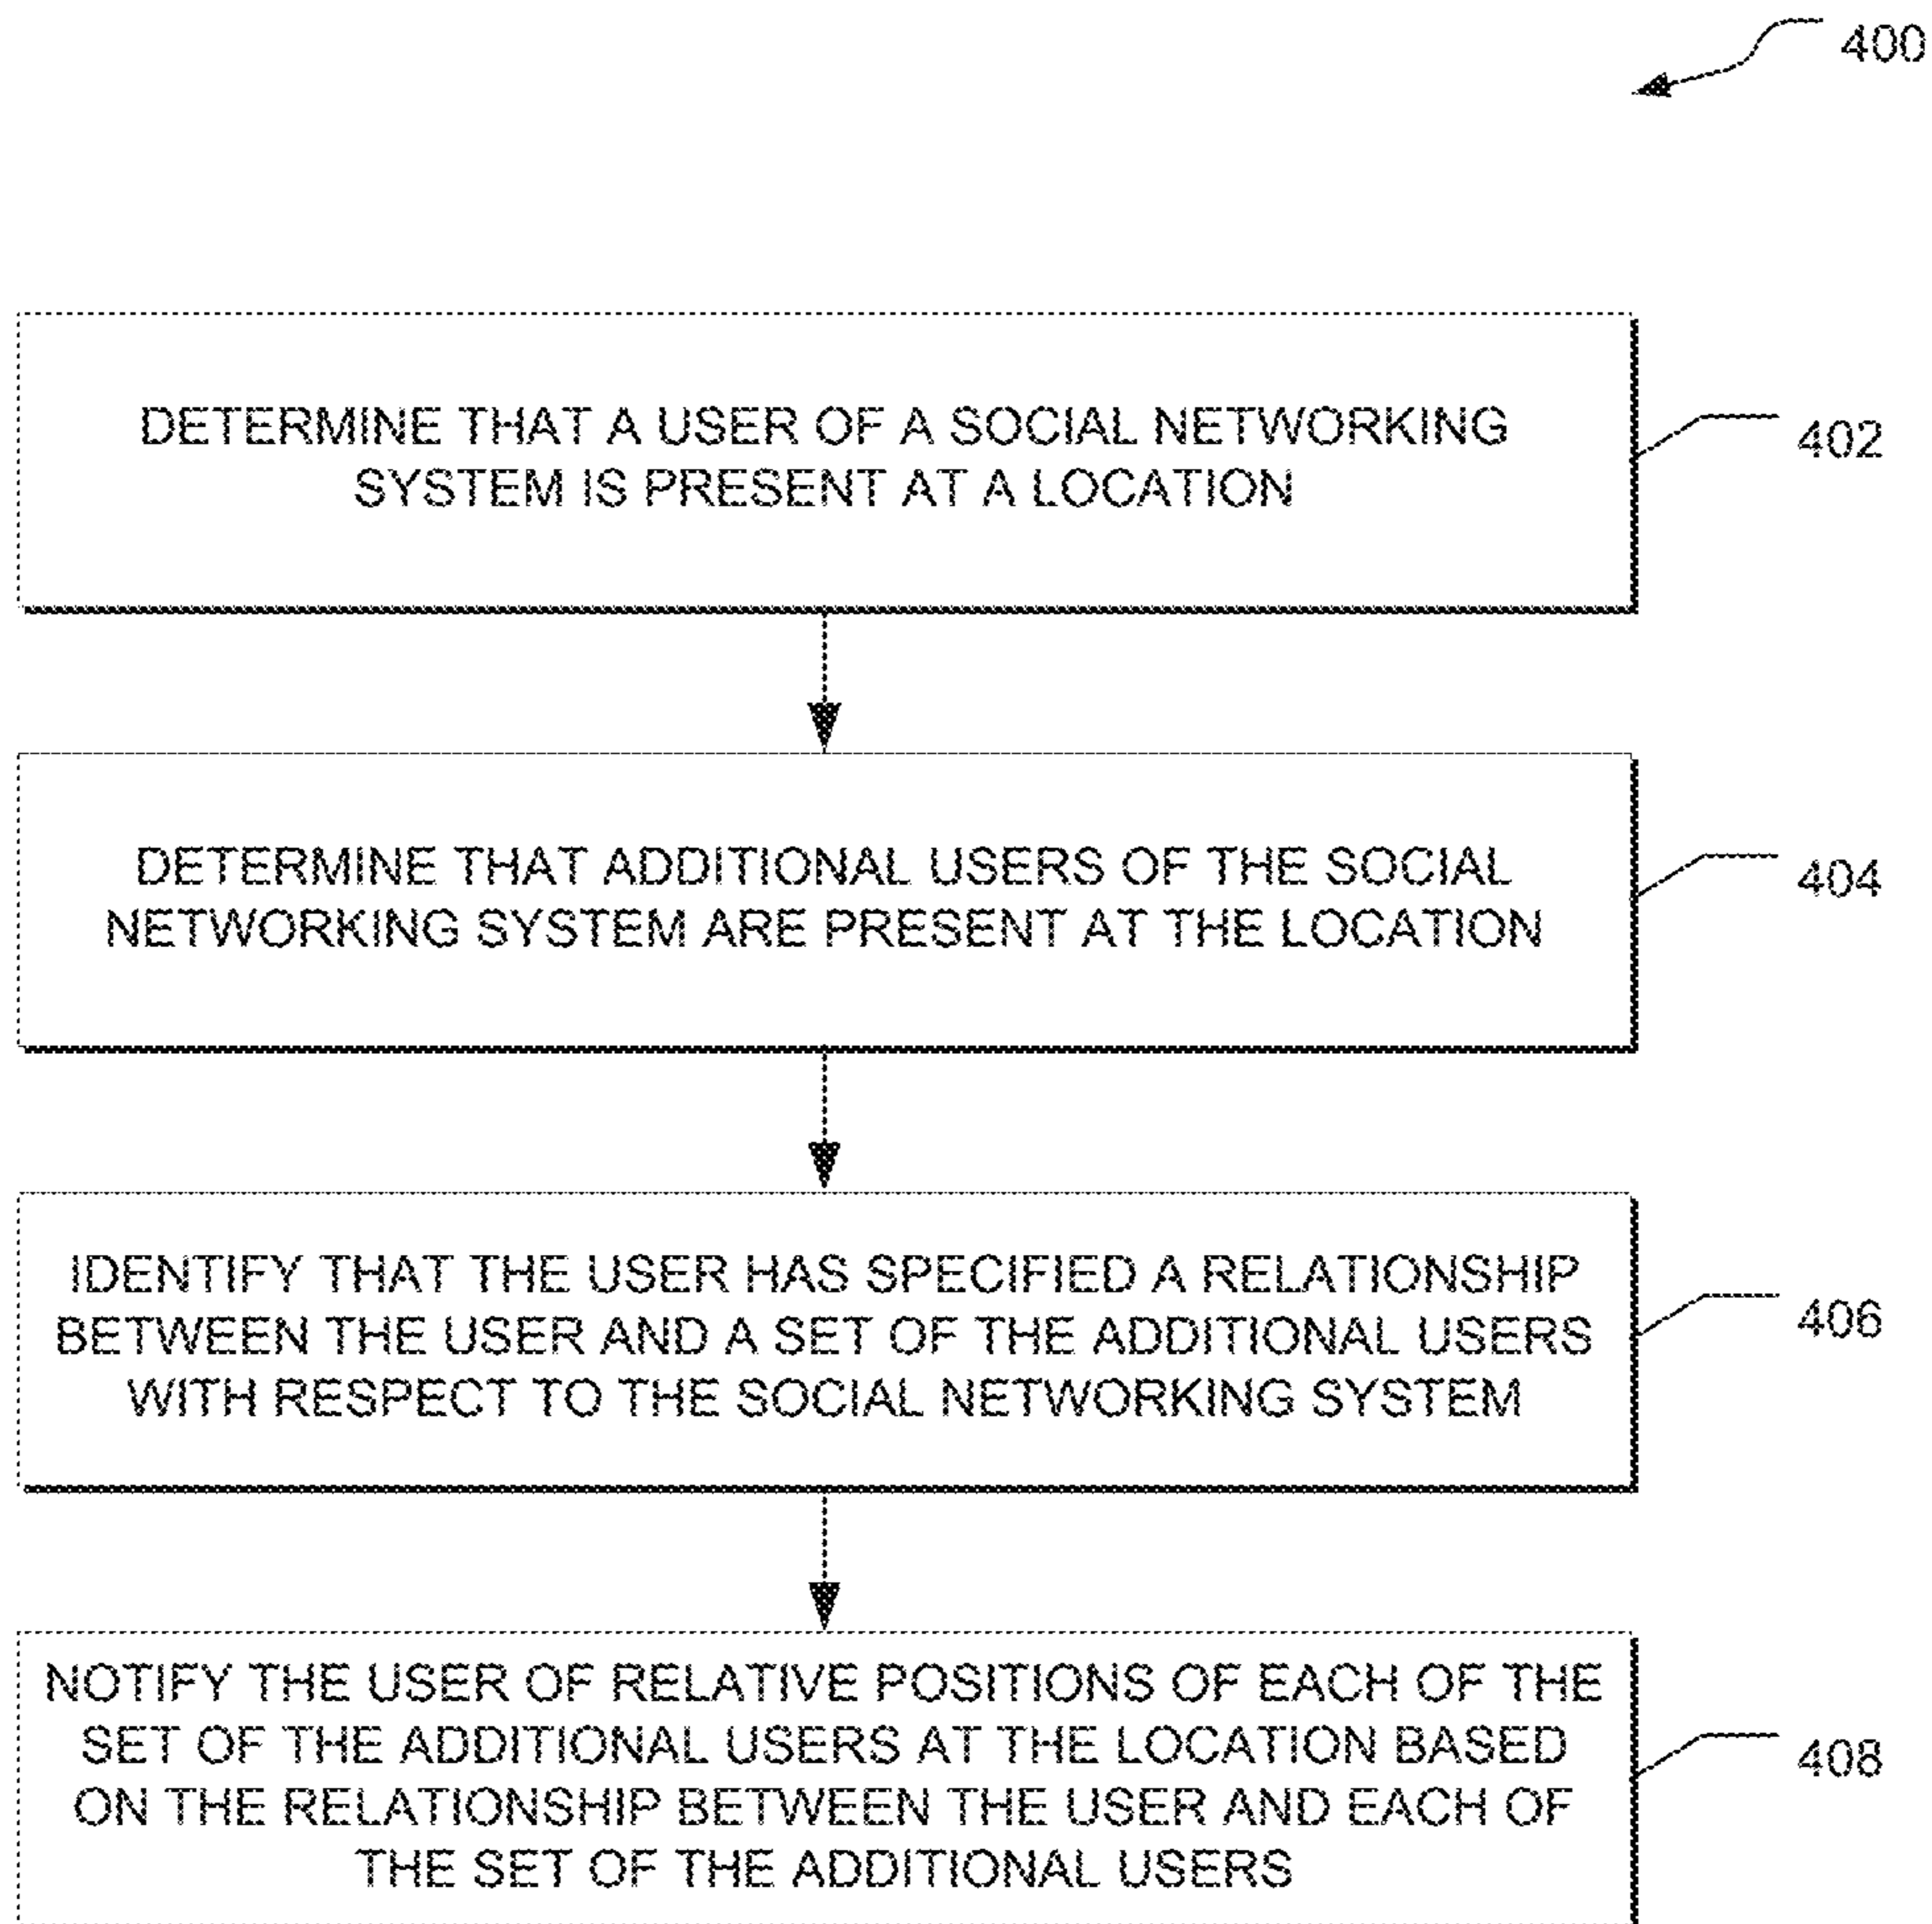 400
DETERMINE THAT A USER OF A SOCIAL NETWORKING
SYSTEM IS PRESENT AT A LOCATION
402
DETERMINE THAT ADDITIONAL USERS OF THE SOCIAL
NETWORKING SYSTEM ARE PRESENT AT THE LOCATION
404
IDENTIFY THAT THE USER HAS SPECIFIED A RELATIONSHIP
BETWEEN THE USER AND A SET OF THE ADDITIONAL USERS
WITH RESPECT TO THE SOCIAL NETWORKING SYSTEM
406
NOTIFY THE USER OF RELATIVE POSITIONS OF EACH OF THE
SET OF THE ADDITIONAL USERS AT THE LOCATION BASED
ON THE RELATIONSHIP BETWEEN THE USER AND EACH OF
THE SET OF THE ADDITIONAL USERS
408